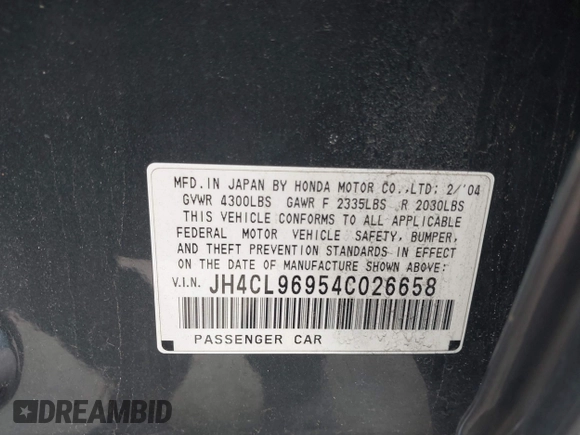 MFD. IN JAPAN BY HONDA MOTOR CO.,LTD: 2/'04
GVWR 4300LBS GAWR F 2335LBS R 2030LBS
THIS VEHICLE CONFORMS TO ALL APPLICABLE
FEDERAL MOTOR VEHICLE SAFETY, BUMPER,
AND THEFT PREVENTION STANDARDS IN EFFECT
ON THE DATE OF MANUFACTURE SHOWN ABOVE:
V.I.N. JH4CL96954C026658
PASSENGER CAR
DREAMBID